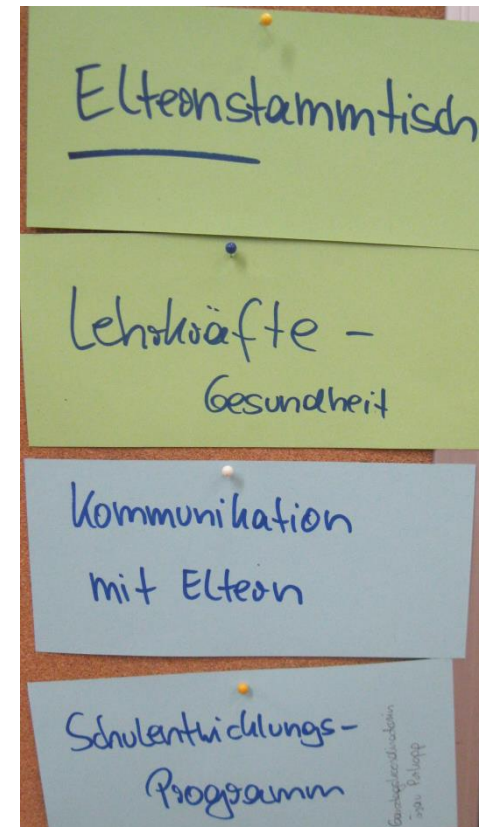 Elternstammtisch
Lehrkräfte -
Gesundheit
Kommunikation
mit Eltern
Schulentwicklungs-
Programm